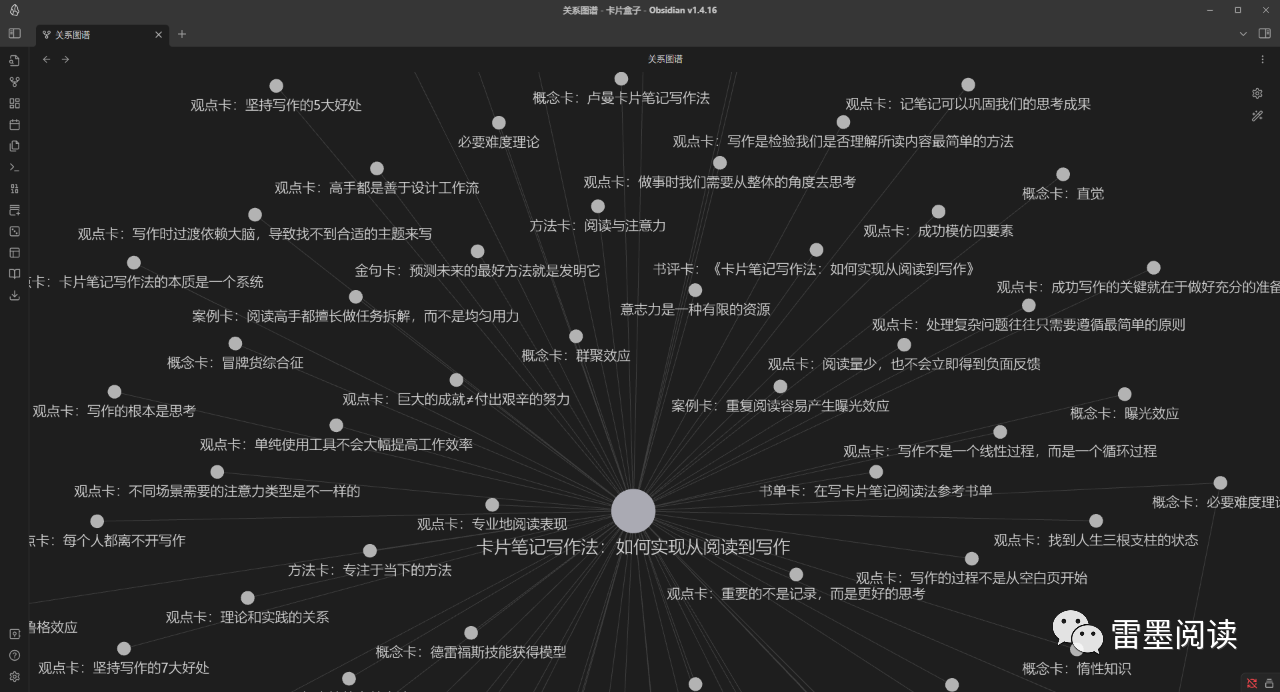 关系图谱 - 卡片盒子 - Obsidian v1.4.16
关系图谱
关系图谱
观点卡：坚持写作的5大好处
概念卡：卢曼卡片笔记写作法
观点卡：记笔记可以巩固我们的思考成果
必要难度理论
观点卡：写作是检验我们是否理解所读内容最简单的方法
观点卡：高手都是善于设计工作流
观点卡：做事时我们需要从整体的角度去思考
概念卡：直觉
观点卡：写作时过渡依赖大脑，导致找不到合适的主题来写
方法卡：阅读与注意力
观点卡：成功模仿四要素
点卡：卡片笔记写作法的本质是一个系统
金句卡：预测未来的最好方法就是发明它
书评卡：《卡片笔记写作法：如何实现从阅读到写作》
观点卡：成功写作的关键就在于做好充分的准备
案例卡：阅读高手都擅长做任务拆解，而不是均匀用力
意志力是一种有限的资源
观点卡：处理复杂问题往往只需要遵循最简单的原则
概念卡：冒牌货综合征
概念卡：群聚效应
观点卡：阅读量少，也不会立即得到负面反馈
观点卡：写作的根本是思考
观点卡：巨大的成就≠付出艰辛的努力
案例卡：重复阅读容易产生曝光效应
概念卡：曝光效应
观点卡：单纯使用工具不会大幅提高工作效率
观点卡：写作不是一个线性过程，而是一个循环过程
观点卡：不同场景需要的注意力类型是不一样的
书单卡：在写卡片笔记阅读法参考书单
概念卡：必要难度理论
观点卡：专业地阅读表现
点卡：每个人都离不开写作
卡片笔记写作法：如何实现从阅读到写作
观点卡：找到人生三根支柱的状态
方法卡：专注于当下的方法
观点卡：写作的过程不是从空白页开始
观点卡：重要的不是记录，而是更好的思考
观点卡：理论和实践的关系
鲁格效应
雷墨阅读
概念卡：德雷福斯技能获得模型
观点卡：坚持写作的7大好处
概念卡：惰性知识